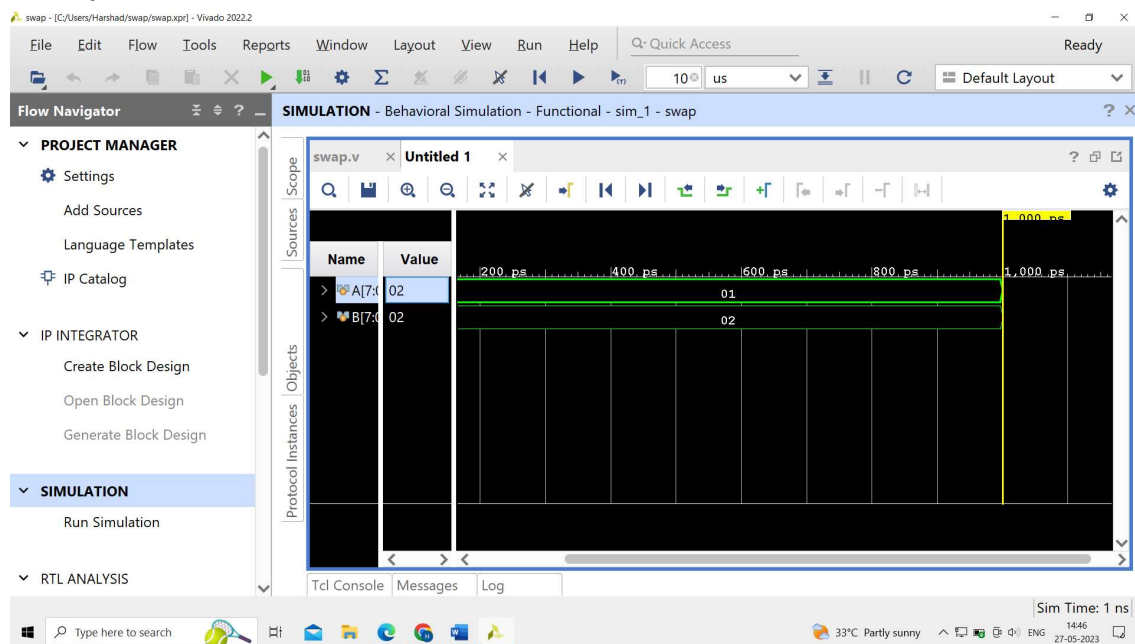 swap - [C:/Users/Harshad/swap/swap.xpr] - Vivado 2022.2
File Edit Flow Tools Reports Window Layout View Run Help Q- Quick Access Ready
10 us Default Layout
Flow Navigator ? _ SIMULATION - Behavioral Simulation - Functional - sim_1 - swap ? ×
PROJECT MANAGER
Settings
Add Sources
Language Templates
IP Catalog
IP INTEGRATOR
Create Block Design
Open Block Design
Generate Block Design
SIMULATION
Run Simulation
RTL ANALYSIS
Scope
Sources
Objects
Protocol Instances
swap.v × Untitled 1 × ?
1,000 ps
Name Value
200 ps 400 ps 600 ps 800 ps 1,000 ps
A[7:0 02 01
B[7:0 02 02
Tcl Console Messages Log
Sim Time: 1 ns
Type here to search 33°C Partly sunny ENG 14:46
27-05-2023